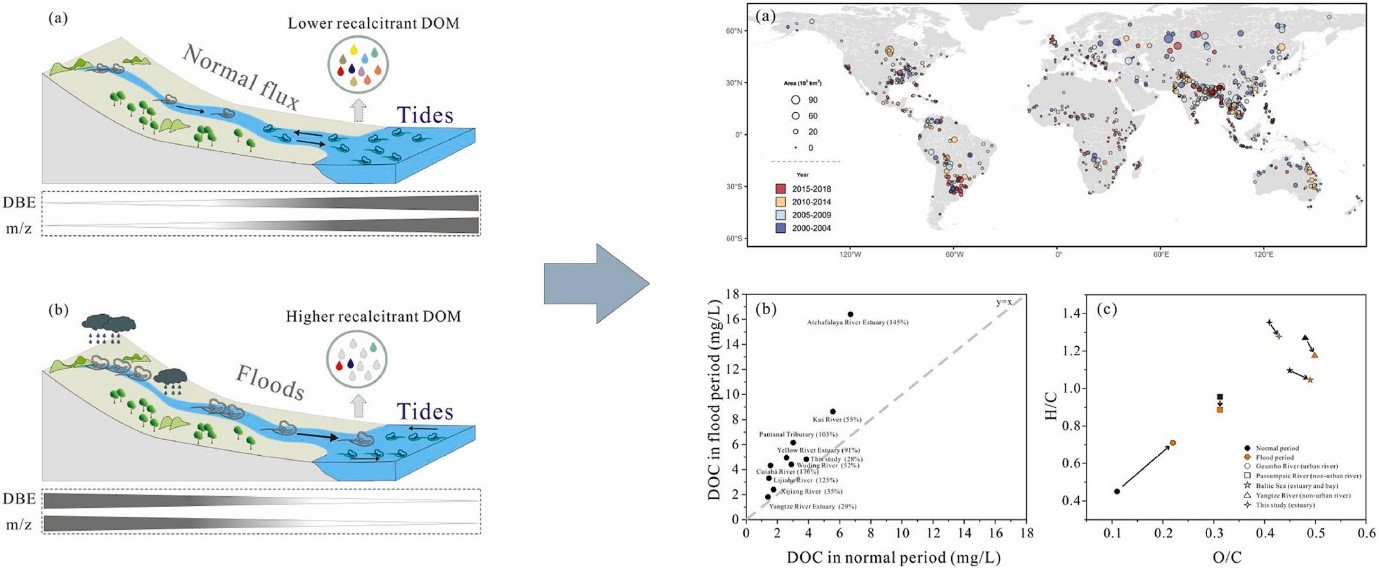 (a)
Lower recalcitrant DOM
Normal flux
Tides
DBE
m/z
(b)
Higher recalcitrant DOM
Floods
Tides
DBE
m/z
(a)
60°N
30°N
0°
30°S
60°S
Area (10³ km²)
90
60
20
0
Year
2015-2018
2010-2014
2005-2009
2000-2004
120°W
60°W
0°
60°E
120°E
(b)
y=x
DOC in flood period (mg/L)
18
16
14
12
10
8
6
4
2
0
Atchafalaya River Estuary (145%)
Kui River (55%)
Pantanal Tributary (103%)
Yellow River Estuary (91%)
This study (28%)
Wuding River (52%)
Cuiabá River (176%)
Lijiahe River (125%)
Xijiang River (35%)
Yangtze River Estuary (29%)
0 2 4 6 8 10 12 14 16 18
DOC in normal period (mg/L)
(c)
H/C
1.4
1.2
1.0
0.8
0.6
0.4
Normal period
Flood period
Geumho River (urban river)
Passumpsic River (non-urban river)
Baltic Sea (estuary and bay)
Yangtze River (non-urban river)
This study (estuary)
0.1 0.2 0.3 0.4 0.5 0.6
O/C